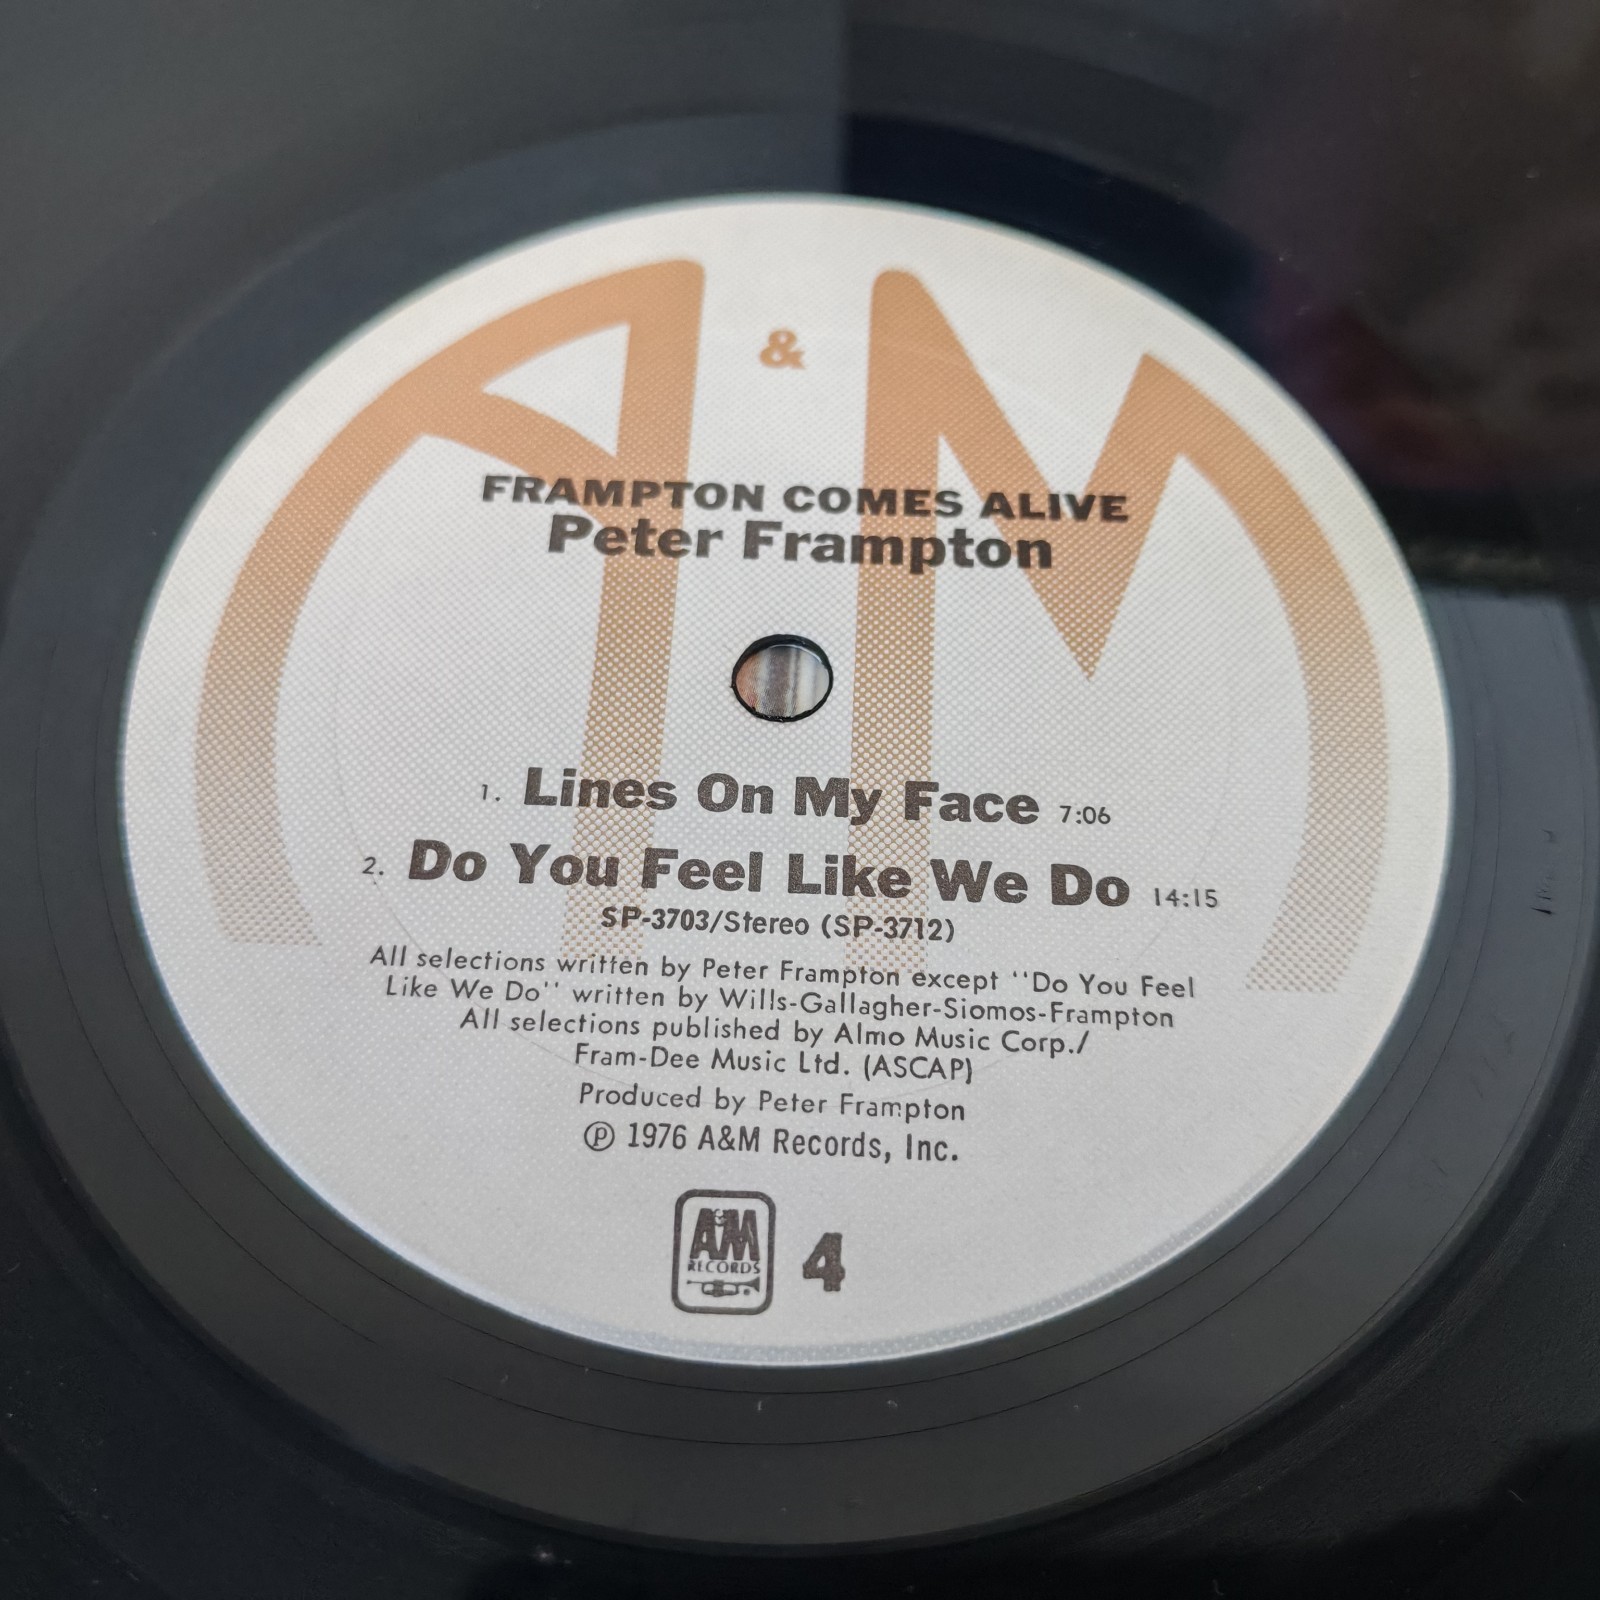 A & M
FRAMPTON COMES ALIVE
Peter Frampton
1. Lines On My Face 7:06
2. Do You Feel Like We Do 14:15
SP-3703/Stereo (SP-3712)
All selections written by Peter Frampton except "Do You Feel
Like We Do" written by Wills-Gallagher-Siomos-Frampton
All selections published by Almo Music Corp./
Fram-Dee Music Ltd. (ASCAP)
Produced by Peter Frampton
℗ 1976 A&M Records, Inc.
A&M
RECORDS
4